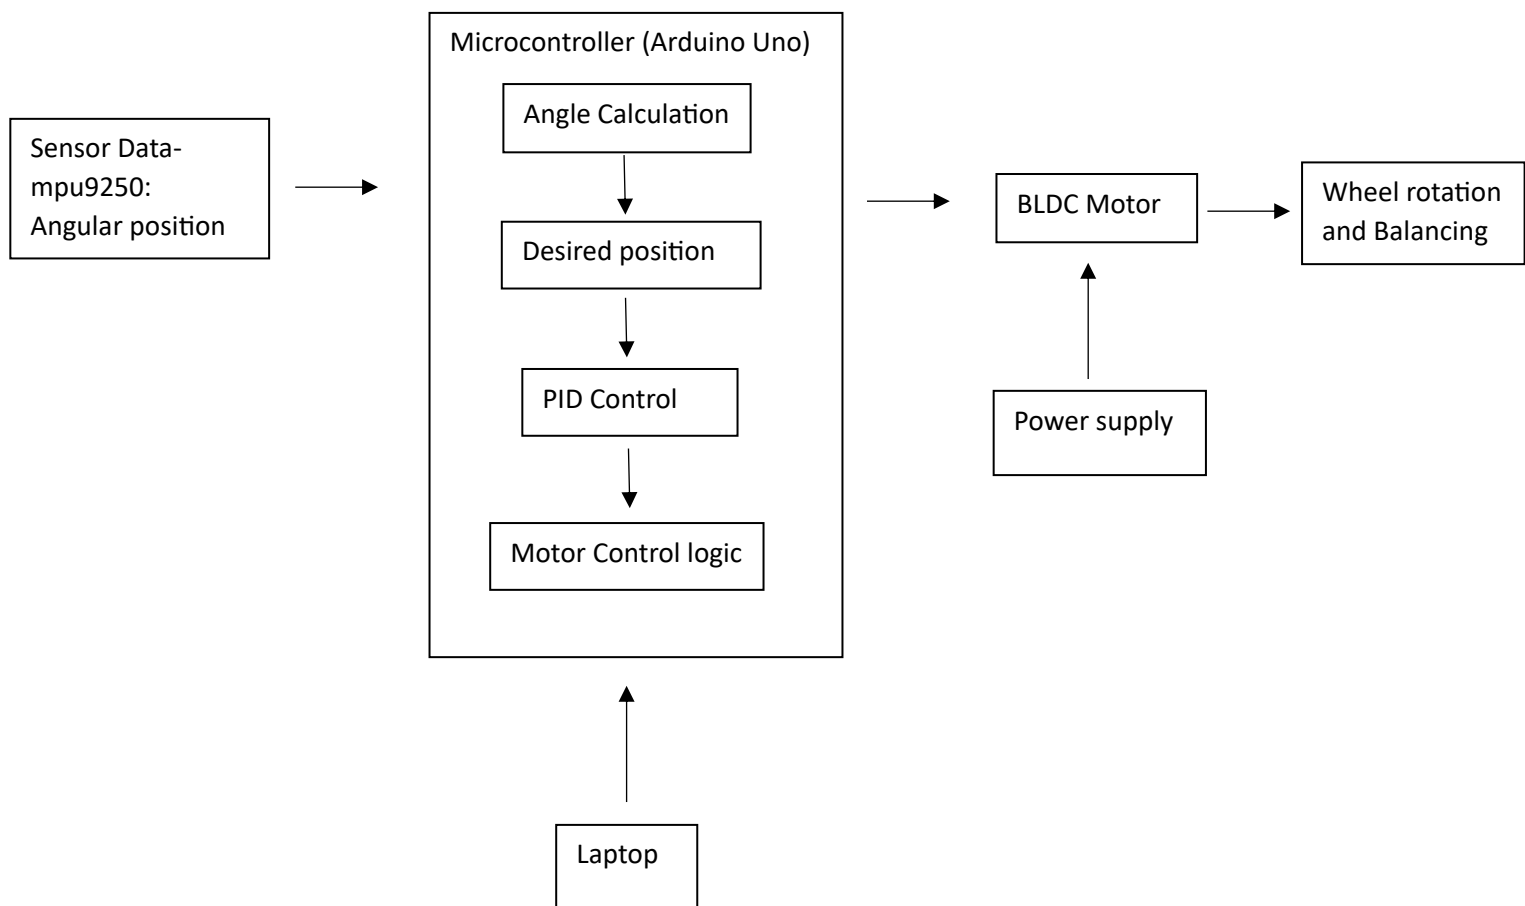 Microcontroller (Arduino Uno)
Angle Calculation
Sensor Data-
mpu9250:
Angular position
Desired position
PID Control
Motor Control logic
BLDC Motor
Wheel rotation
and Balancing
Power supply
Laptop